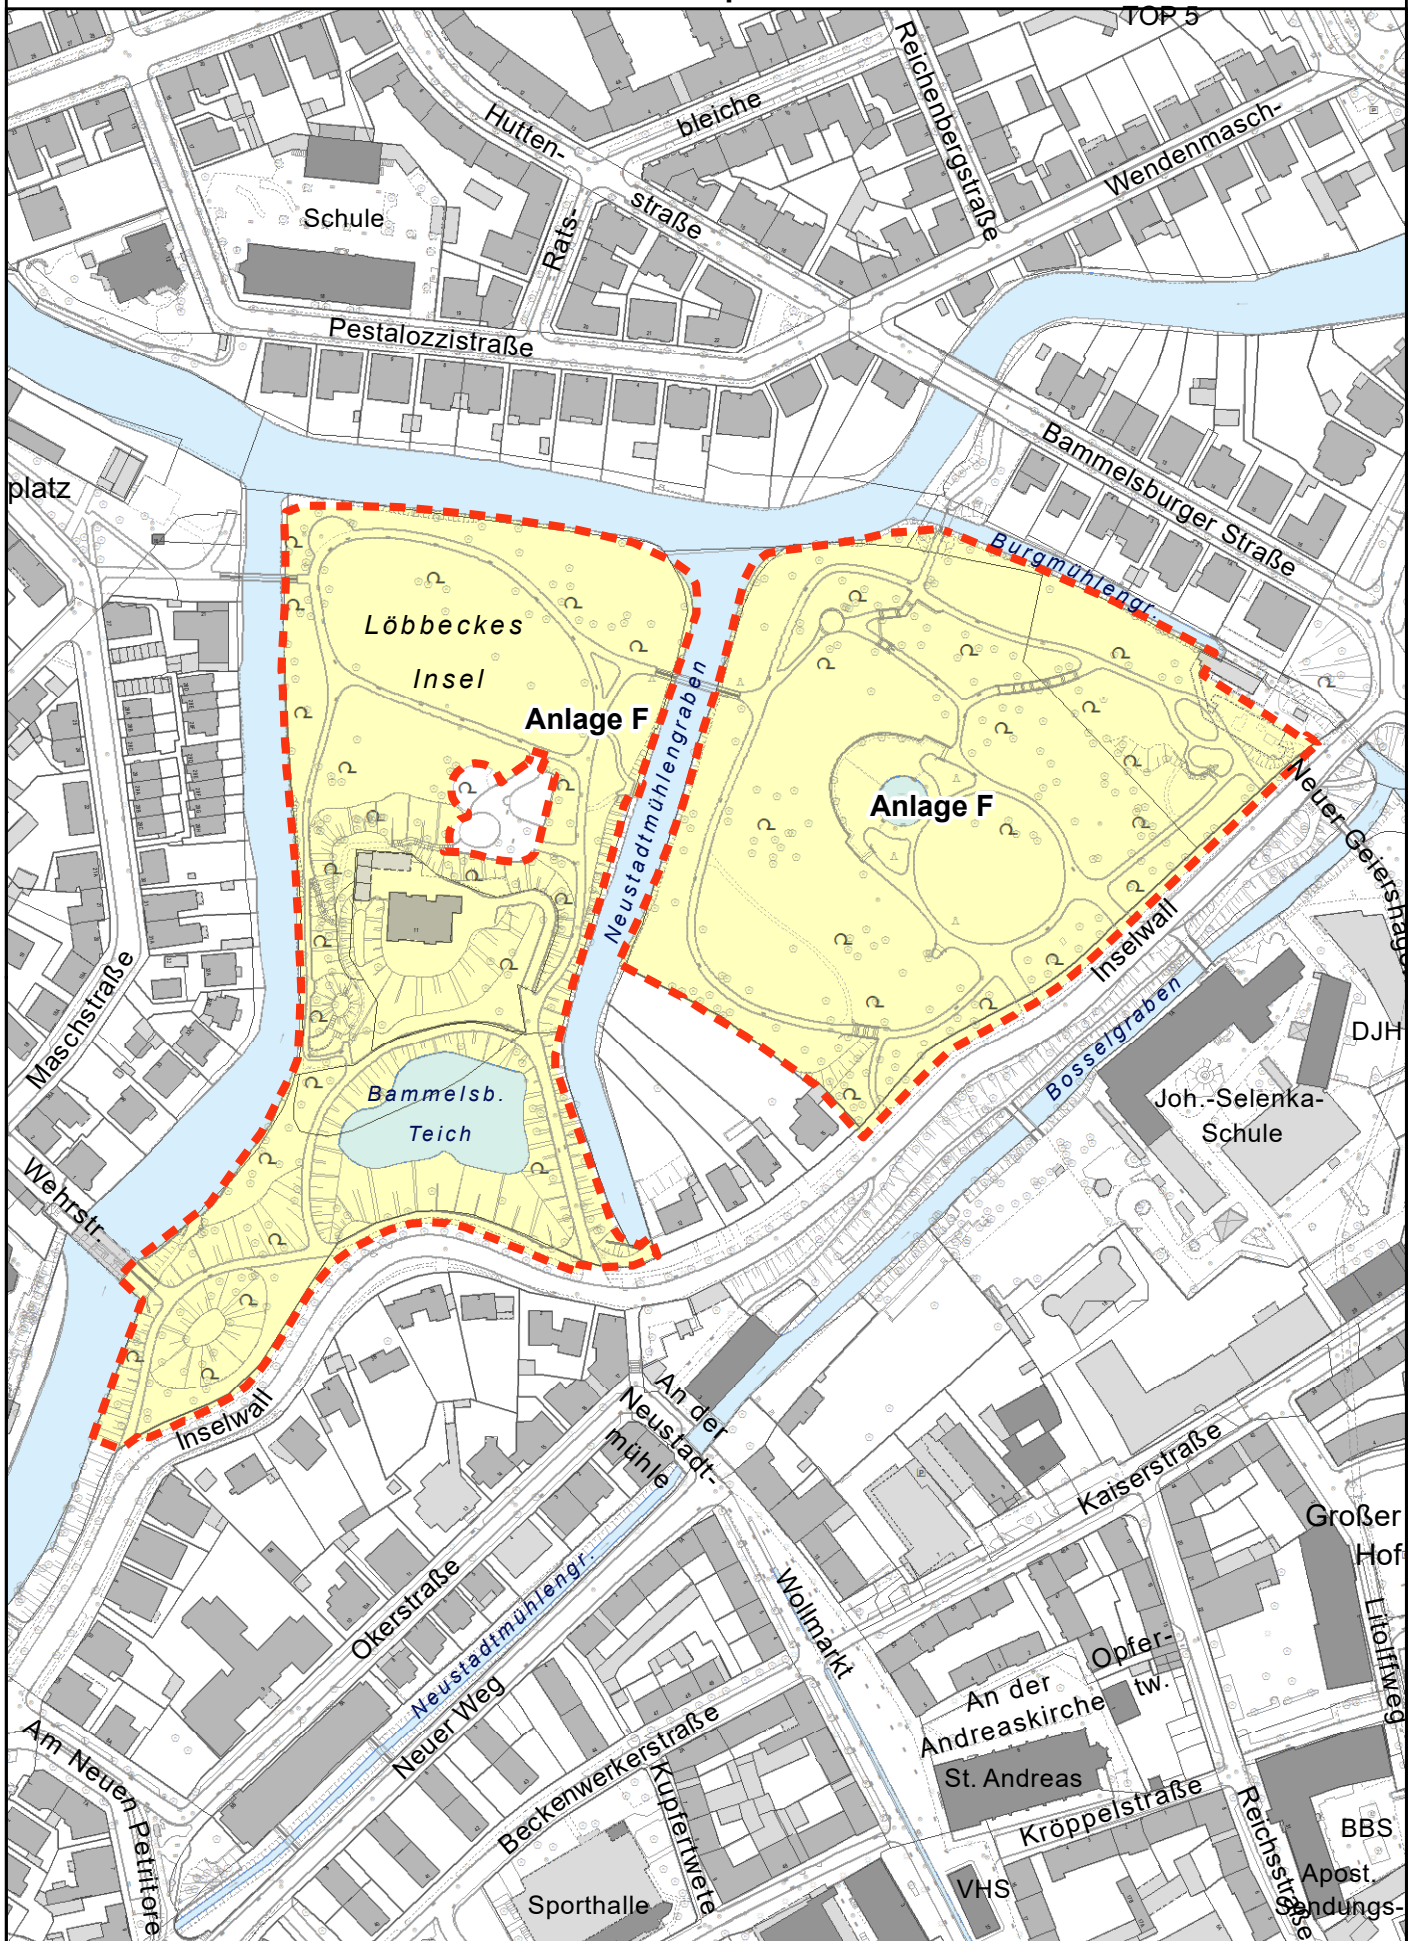 TOP 5
Reichenbergstraße
bleiche
Hutten-
straße
Wendenmasch-
Schule
Rats-
Pestalozzistraße
Bammelsburger Straße
platz
Burgmühlengr.
Löbbeckes
Insel
Anlage F
Neustadtmühlengraben
Anlage F
Neuer Geiershagen
Inselwall
Maschstraße
Bosselgraben
DJH
Joh.-Selenka-
Schule
Bammelsb.
Teich
Wehrstr.
Inselwall
An der
Neustadt-
mühle
Kaiserstraße
Großer
Hof
Okerstraße
Neustadtmühlengr.
Wollmarkt
Litolffweg
Opfer-
tw.
An der
Andreaskirche
Neuer Weg
Am Neuen Petritore
Beckenwerkerstraße
Kupfertwete
St. Andreas
Kröppelstraße
Reichsstraße
BBS
VHS
Sporthalle
Apost.
Sendungs-